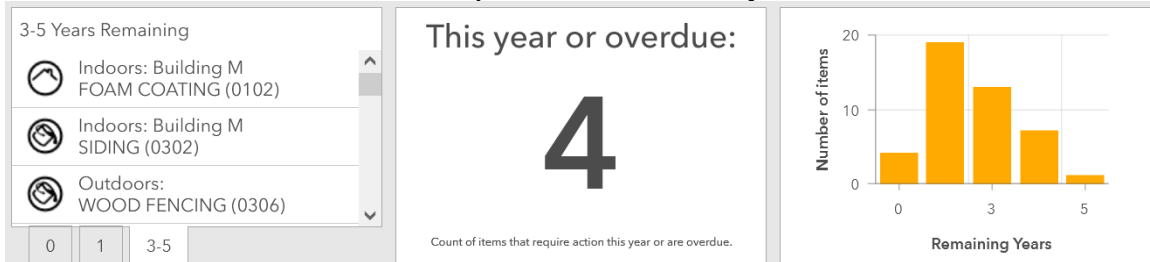 3-5 Years Remaining
Indoors: Building M
FOAM COATING (0102)
Indoors: Building M
SIDING (0302)
Outdoors:
WOOD FENCING (0306)
0
1
3-5
This year or overdue:
4
Count of items that require action this year or are overdue.
Number of items
20
10
0
0
3
5
Remaining Years